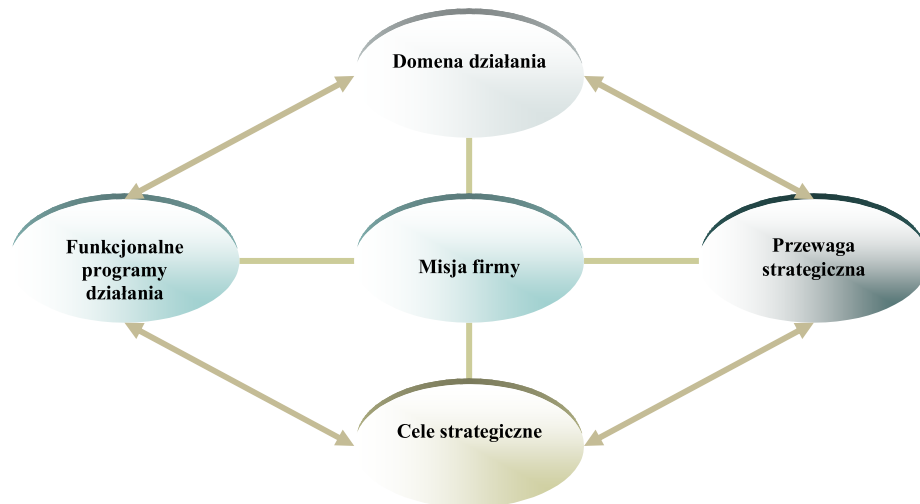 Domena działania
Funkcjonalne
programy
działania
Misja firmy
Przewaga
strategiczna
Cele strategiczne